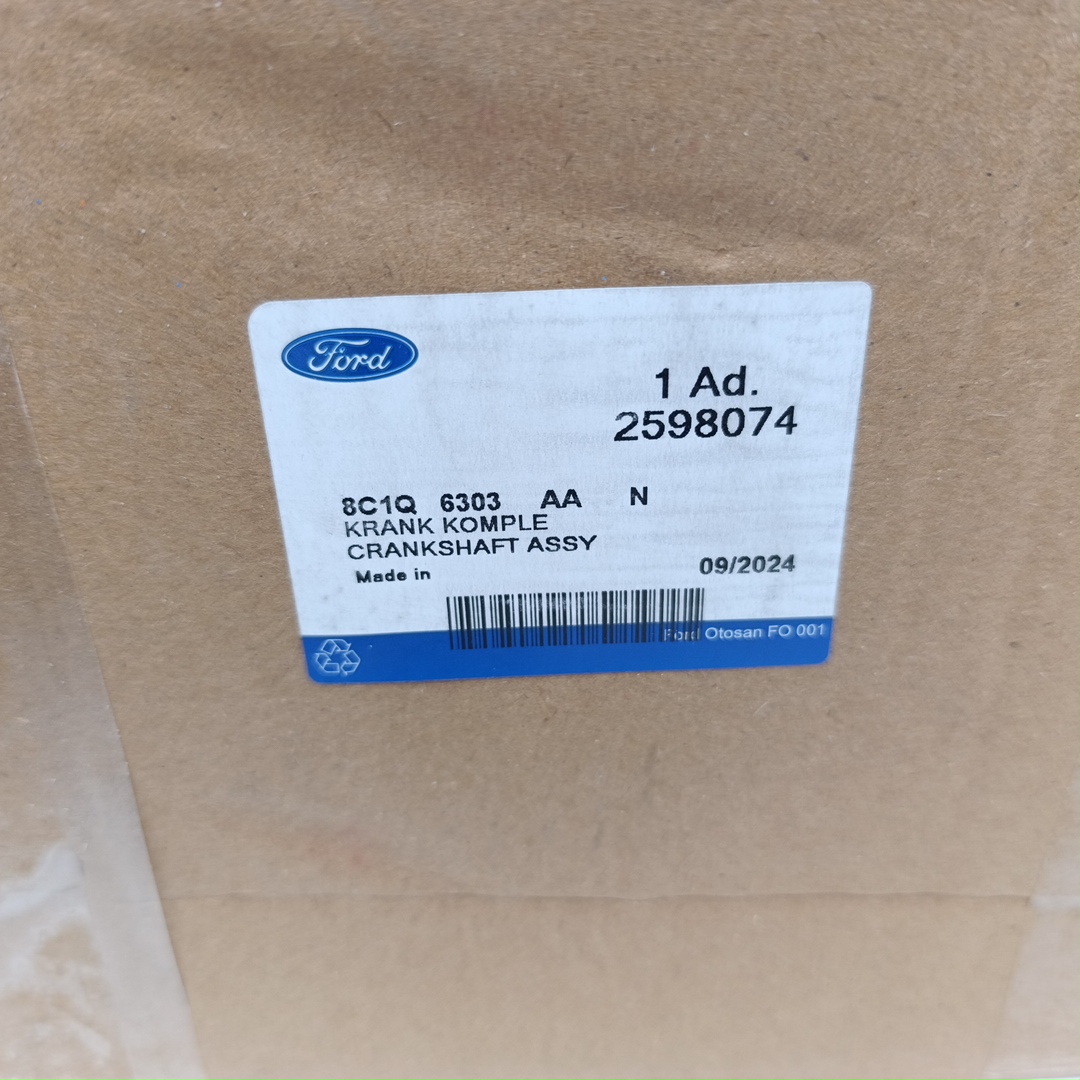 Ford
1 Ad.
2598074
8C1Q 6303 AA N
KRANK KOMPLE
CRANKSHAFT ASSY
Made in
09/2024
Ford Otosan FO 001